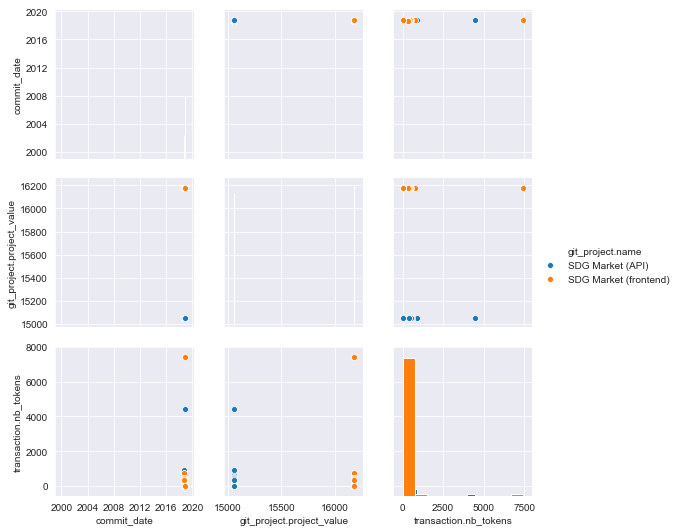 2020
2016
2012
2008
2004
2000
commit_date
16200
16000
15800
15600
15400
15200
15000
git_project.project_value
git_project.name
SDG Market (API)
SDG Market (frontend)
8000
6000
4000
2000
0
transaction.nb_tokens
2000 2004 2008 2012 2016 2020
commit_date
15000 15500 16000
git_project.project_value
0 2500 5000 7500
transaction.nb_tokens